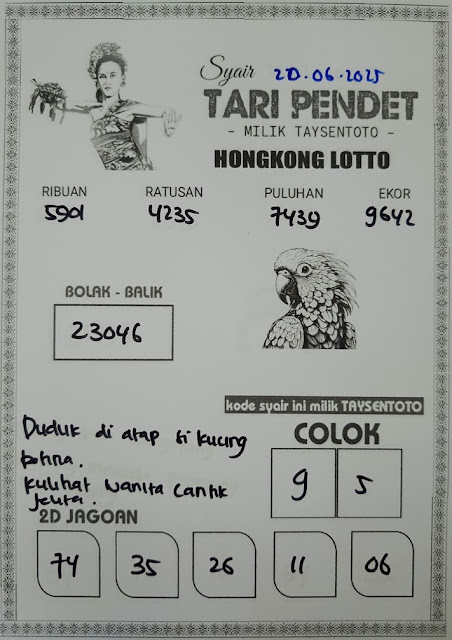 Syair 20.06.2025
TARI PENDET
- MILIK TAYSENTOTO -
HONGKONG LOTTO
RIBUAN RATUSAN PULUHAN EKOR
5901 4235 7439 9642
BOLAK - BALIK
23046
kode syair ini milik TAYSENTOTO
Duduk di atap si kucing
betina.
kulihat wanita cantik
jelita.
COLOK
9 5
2D JAGOAN
74 35 26 11 06